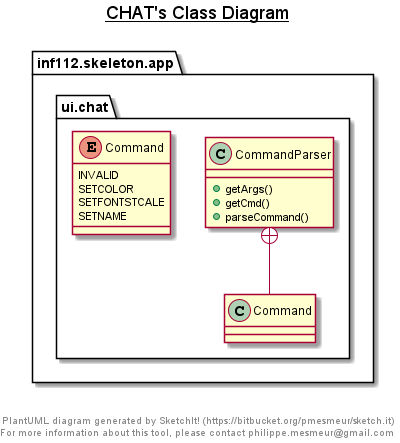 CHAT's Class Diagram
inf112.skeleton.app
ui.chat
E Command
INVALID
SETCOLOR
SETFONTSTCALE
SETNAME
C CommandParser
getArgs()
getCmd()
parseCommand()
C Command
PlantUML diagram generated by SketchIt! (https://bitbucket.org/pmesmeur/sketch.it)
For more information about this tool, please contact philippe.mesmeur@gmail.com